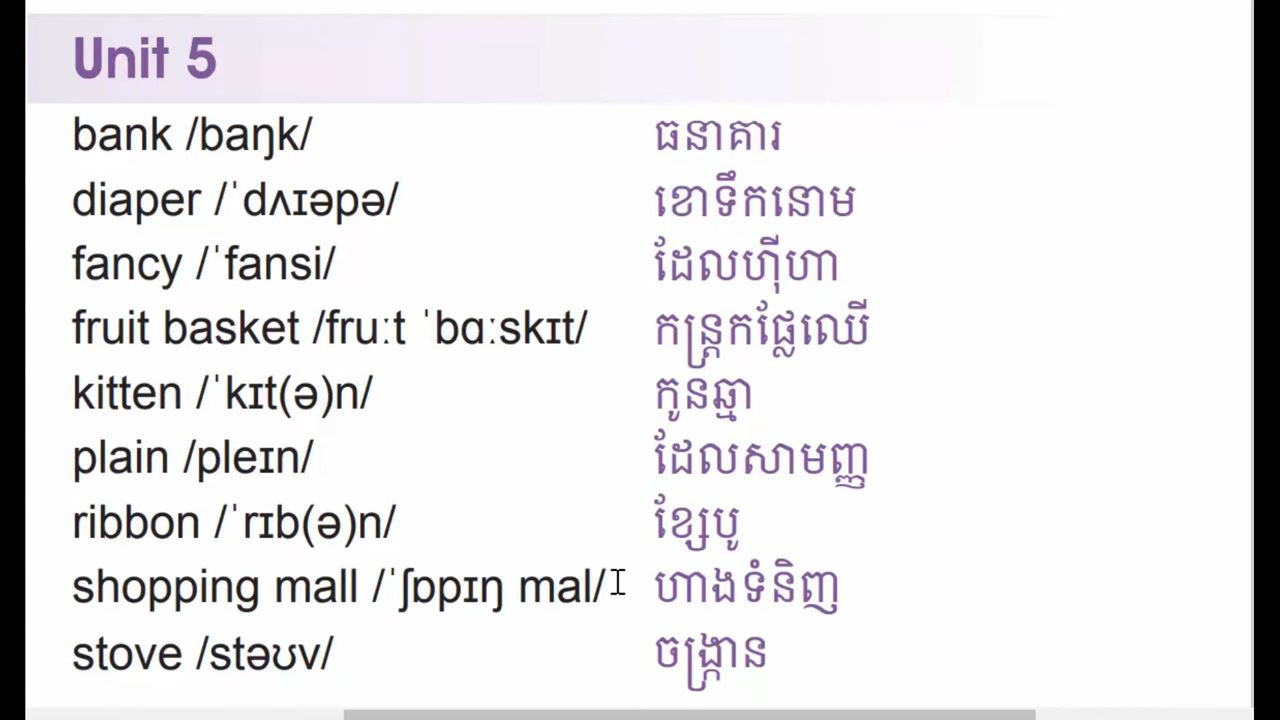 Unit 5
bank /baŋk/ ធនាគារ
diaper /ˈdʌɪəpə/ ខោទឹកនោម
fancy /ˈfansi/ ដែលហ៊ីហា
fruit basket /fruːt ˈbɑːskɪt/ កន្ត្រកផ្លែឈើ
kitten /ˈkɪt(ə)n/ កូនឆ្មា
plain /pleɪn/ ដែលសាមញ្ញ
ribbon /ˈrɪb(ə)n/ ខ្សែបូ
shopping mall /ˈʃɒpɪŋ mal/ ហាងទំនិញ
stove /stəʊv/ ចង្ក្រាន